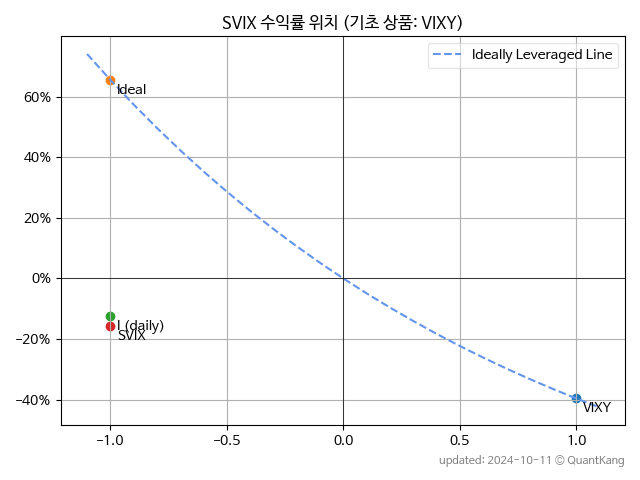 SVIX 수익률 위치 (기초 상품: VIXY)
Ideally Leveraged Line
60%
40%
20%
0%
−20%
−40%
Ideal
I (daily)
SVIX
VIXY
−1.0 −0.5 0.0 0.5 1.0
updated: 2024-10-11 © QuantKang